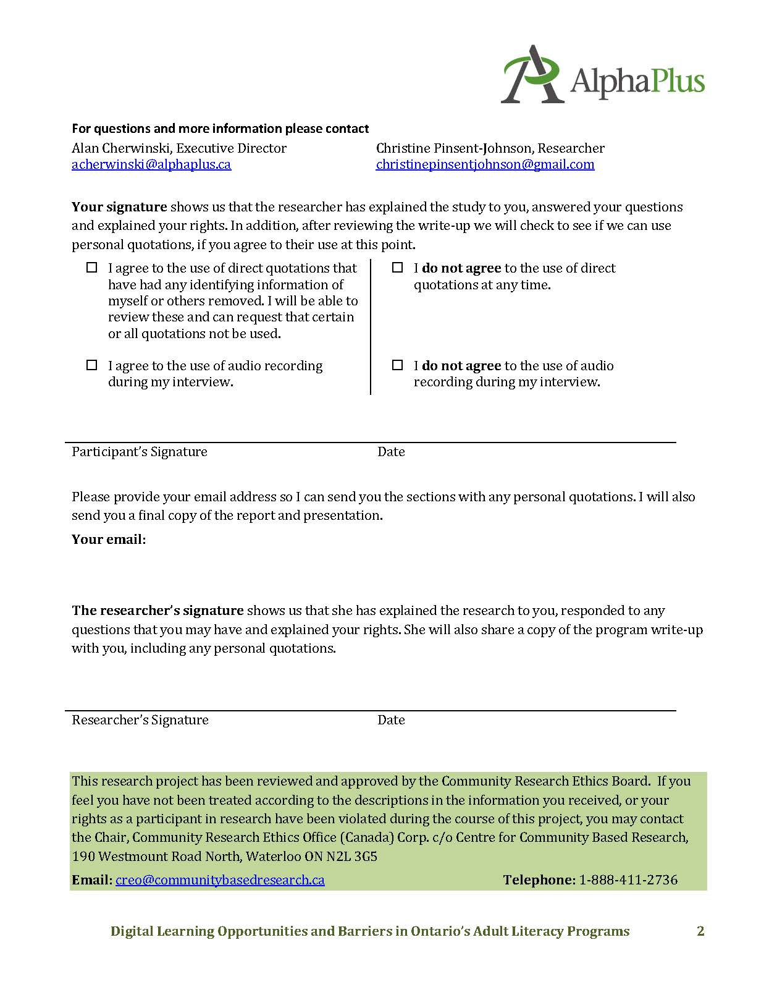 AlphaPlus
For questions and more information please contact
Alan Cherwinski, Executive Director
acherwinski@alphaplus.ca
Christine Pinsent-Johnson, Researcher
christinepinsentjohnson@gmail.com
Your signature shows us that the researcher has explained the study to you, answered your questions
and explained your rights. In addition, after reviewing the write-up we will check to see if we can use
personal quotations, if you agree to their use at this point.
I agree to the use of direct quotations that
have had any identifying information of
myself or others removed. I will be able to
review these and can request that certain
or all quotations not be used.
I do not agree to the use of direct
quotations at any time.
I agree to the use of audio recording
during my interview.
I do not agree to the use of audio
recording during my interview.
Participant’s Signature
Date
Please provide your email address so I can send you the sections with any personal quotations. I will also
send you a final copy of the report and presentation.
Your email:
The researcher’s signature shows us that she has explained the research to you, responded to any
questions that you may have and explained your rights. She will also share a copy of the program write-up
with you, including any personal quotations.
Researcher’s Signature
Date
This research project has been reviewed and approved by the Community Research Ethics Board.  If you
feel you have not been treated according to the descriptions in the information you received, or your
rights as a participant in research have been violated during the course of this project, you may contact
the Chair, Community Research Ethics Office (Canada) Corp. c/o Centre for Community Based Research,
190 Westmount Road North, Waterloo ON N2L 3G5
Email: creo@communitybasedresearch.ca
Telephone: 1-888-411-2736
Digital Learning Opportunities and Barriers in Ontario’s Adult Literacy Programs
2